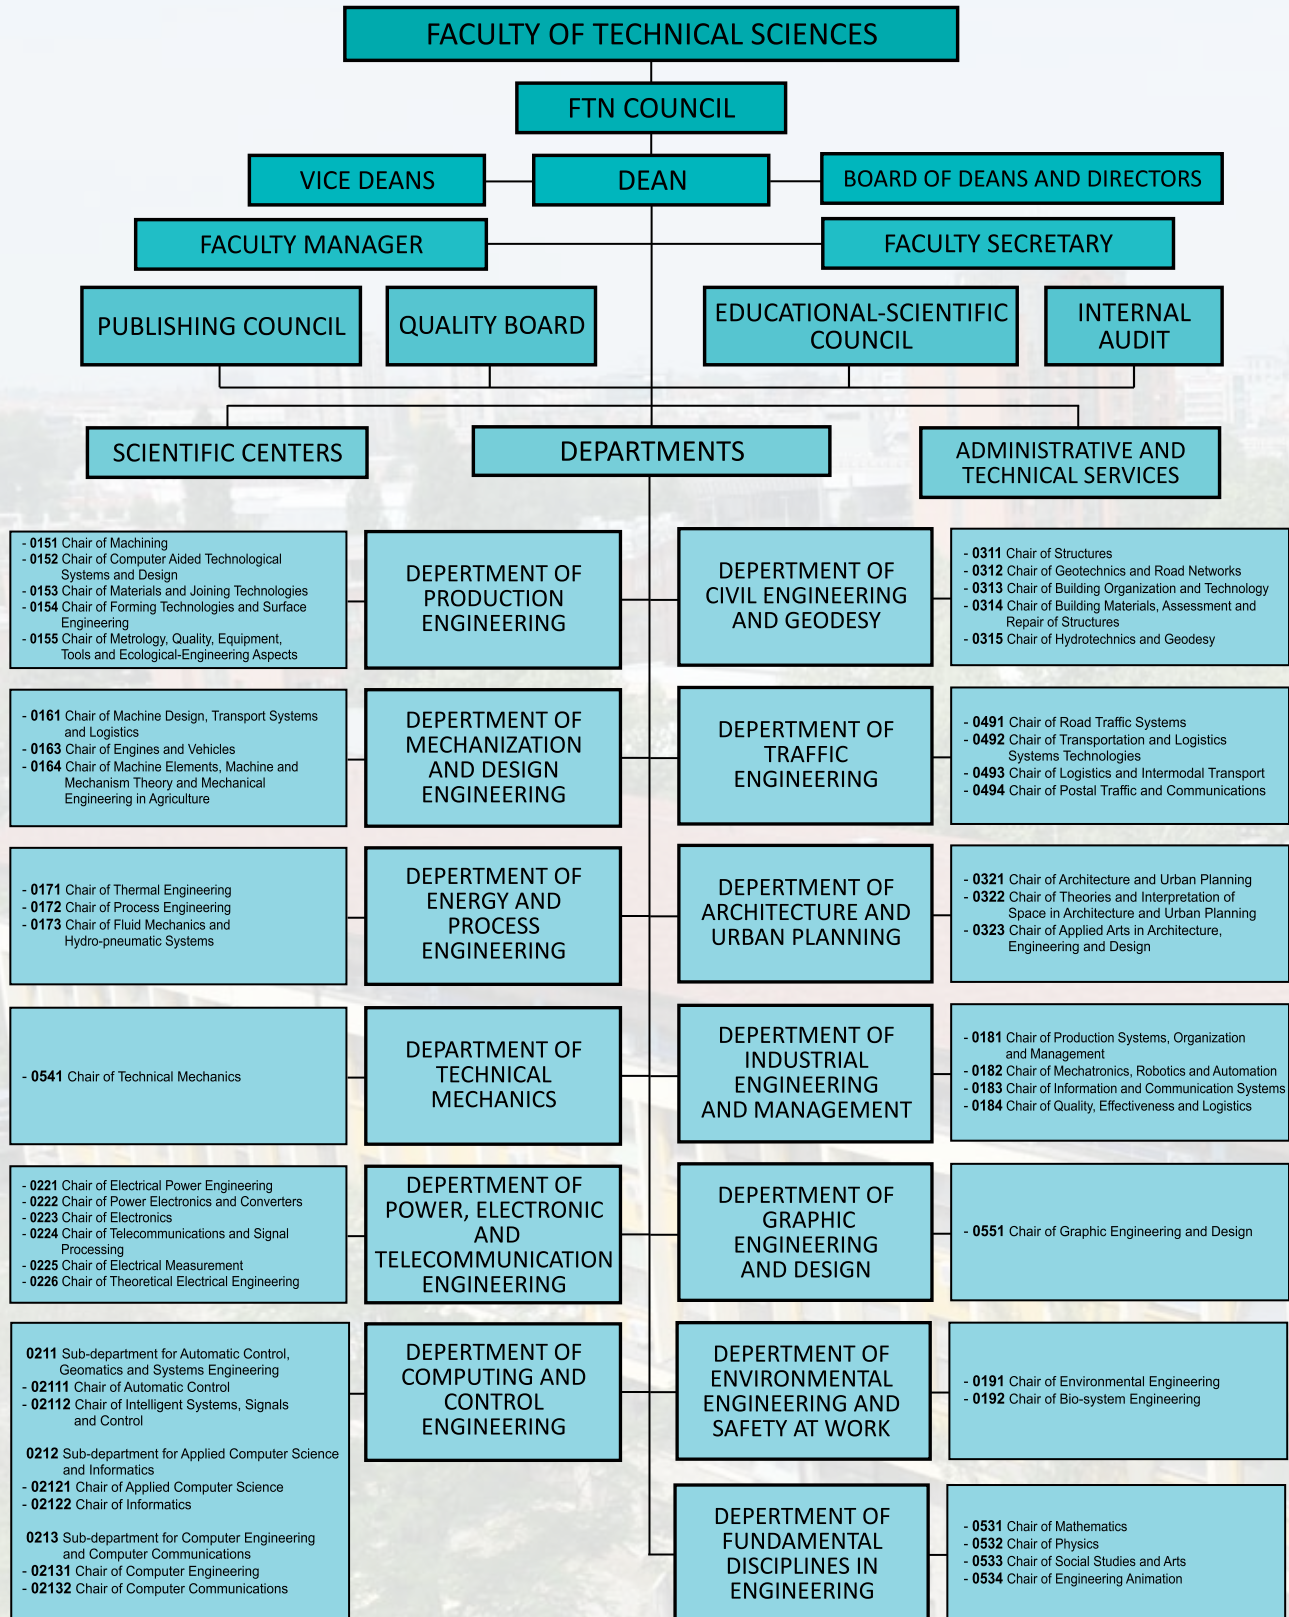 FACULTY OF TECHNICAL SCIENCES
FTN COUNCIL
VICE DEANS
DEAN
BOARD OF DEANS AND DIRECTORS
FACULTY MANAGER
FACULTY SECRETARY
PUBLISHING COUNCIL
QUALITY BOARD
EDUCATIONAL-SCIENTIFIC
COUNCIL
INTERNAL
AUDIT
SCIENTIFIC CENTERS
DEPARTMENTS
ADMINISTRATIVE AND
TECHNICAL SERVICES
- 0151 Chair of Machining
- 0152 Chair of Computer Aided Technological
Systems and Design
- 0153 Chair of Materials and Joining Technologies
- 0154 Chair of Forming Technologies and Surface
Engineering
- 0155 Chair of Metrology, Quality, Equipment,
Tools and Ecological-Engineering Aspects
DEPERTMENT OF
PRODUCTION
ENGINEERING
DEPERTMENT OF
CIVIL ENGINEERING
AND GEODESY
- 0311 Chair of Structures
- 0312 Chair of Geotechnics and Road Networks
- 0313 Chair of Building Organization and Technology
- 0314 Chair of Building Materials, Assessment and
Repair of Structures
- 0315 Chair of Hydrotechnics and Geodesy
- 0161 Chair of Machine Design, Transport Systems
and Logistics
- 0163 Chair of Engines and Vehicles
- 0164 Chair of Machine Elements, Machine and
Mechanism Theory and Mechanical
Engineering in Agriculture
DEPERTMENT OF
MECHANIZATION
AND DESIGN
ENGINEERING
DEPERTMENT OF
TRAFFIC
ENGINEERING
- 0491 Chair of Road Traffic Systems
- 0492 Chair of Transportation and Logistics
Systems Technologies
- 0493 Chair of Logistics and Intermodal Transport
- 0494 Chair of Postal Traffic and Communications
- 0171 Chair of Thermal Engineering
- 0172 Chair of Process Engineering
- 0173 Chair of Fluid Mechanics and
Hydro-pneumatic Systems
DEPERTMENT OF
ENERGY AND
PROCESS
ENGINEERING
DEPERTMENT OF
ARCHITECTURE AND
URBAN PLANNING
- 0321 Chair of Architecture and Urban Planning
- 0322 Chair of Theories and Interpretation of
Space in Architecture and Urban Planning
- 0323 Chair of Applied Arts in Architecture,
Engineering and Design
- 0541 Chair of Technical Mechanics
DEPARTMENT OF
TECHNICAL
MECHANICS
DEPERTMENT OF
INDUSTRIAL
ENGINEERING
AND MANAGEMENT
- 0181 Chair of Production Systems, Organization
and Management
- 0182 Chair of Mechatronics, Robotics and Automation
- 0183 Chair of Information and Communication Systems
- 0184 Chair of Quality, Effectiveness and Logistics
- 0221 Chair of Electrical Power Engineering
- 0222 Chair of Power Electronics and Converters
- 0223 Chair of Electronics
- 0224 Chair of Telecommunications and Signal
Processing
- 0225 Chair of Electrical Measurement
- 0226 Chair of Theoretical Electrical Engineering
DEPERTMENT OF
POWER, ELECTRONIC
AND
TELECOMMUNICATION
ENGINEERING
DEPERTMENT OF
GRAPHIC
ENGINEERING
AND DESIGN
- 0551 Chair of Graphic Engineering and Design
0211 Sub-department for Automatic Control,
Geomatics and Systems Engineering
- 02111 Chair of Automatic Control
- 02112 Chair of Intelligent Systems, Signals
and Control
0212 Sub-department for Applied Computer Science
and Informatics
- 02121 Chair of Applied Computer Science
- 02122 Chair of Informatics
0213 Sub-department for Computer Engineering
and Computer Communications
- 02131 Chair of Computer Engineering
- 02132 Chair of Computer Communications
DEPERTMENT OF
COMPUTING AND
CONTROL
ENGINEERING
DEPERTMENT OF
ENVIRONMENTAL
ENGINEERING AND
SAFETY AT WORK
- 0191 Chair of Environmental Engineering
- 0192 Chair of Bio-system Engineering
DEPERTMENT OF
FUNDAMENTAL
DISCIPLINES IN
ENGINEERING
- 0531 Chair of Mathematics
- 0532 Chair of Physics
- 0533 Chair of Social Studies and Arts
- 0534 Chair of Engineering Animation